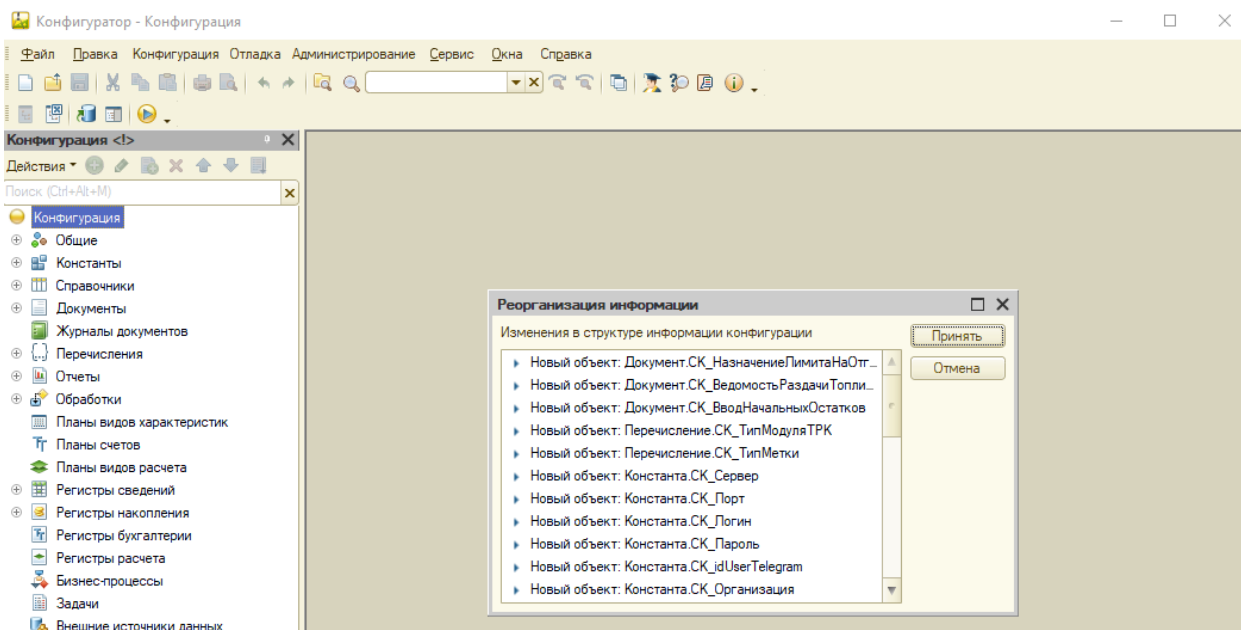 Конфигуратор - Конфигурация
Файл Правка Конфигурация Отладка Администрирование Сервис Окна Справка
Конфигурация <!>
Действия
Поиск (Ctrl+Alt+M)
Конфигурация
Общие
Константы
Справочники
Документы
Журналы документов
Перечисления
Отчеты
Обработки
Планы видов характеристик
Планы счетов
Планы видов расчета
Регистры сведений
Регистры накопления
Регистры бухгалтерии
Регистры расчета
Бизнес-процессы
Задачи
Внешние источники данных
Реорганизация информации
Изменения в структуре информации конфигурации
Принять
Отмена
Новый объект: Документ.СК_НазначениеЛимитаНаОтг...
Новый объект: Документ.СК_ВедомостьРаздачиТопли...
Новый объект: Документ.СК_ВводНачальныхОстатков
Новый объект: Перечисление.СК_ТипМодуляТРК
Новый объект: Перечисление.СК_ТипМетки
Новый объект: Константа.СК_Сервер
Новый объект: Константа.СК_Порт
Новый объект: Константа.СК_Логин
Новый объект: Константа.СК_Пароль
Новый объект: Константа.СК_idUserTelegram
Новый объект: Константа.СК_Организация